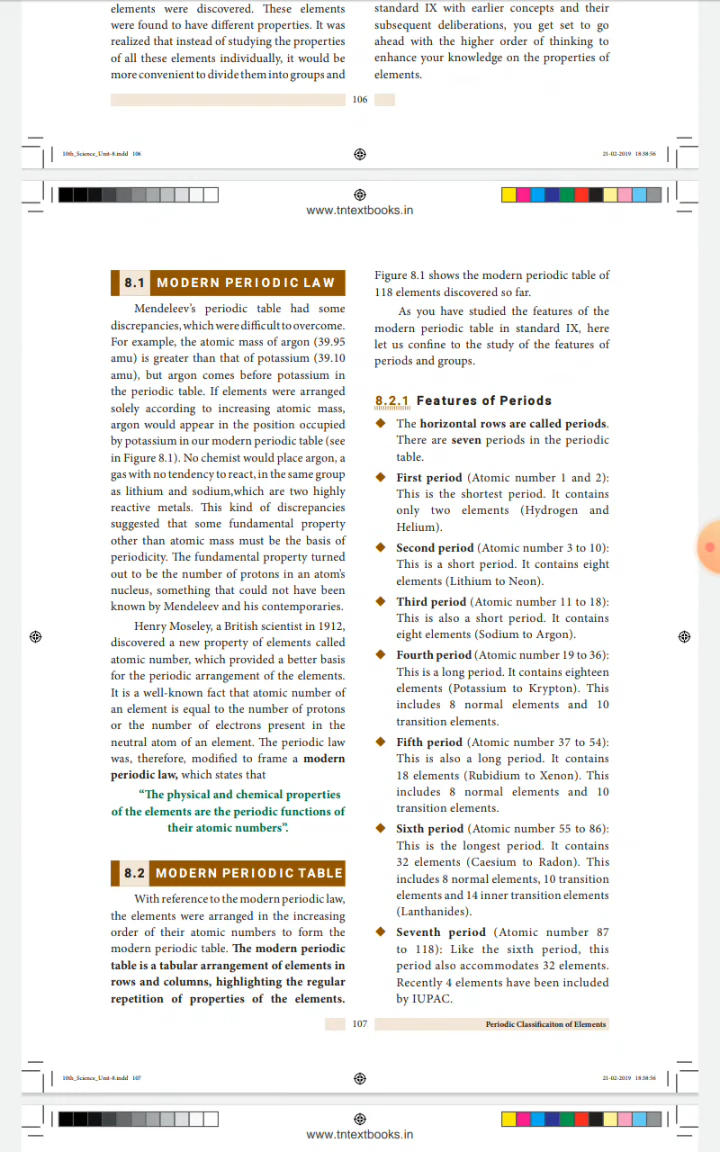 elements were discovered. These elements
were found to have different properties. It was
realized that instead of studying the properties
of all these elements individually, it would be
more convenient to divide them into groups and
standard IX with earlier concepts and their
subsequent deliberations, you get set to go
ahead with the higher order of thinking to
enhance your knowledge on the properties of
elements.
106
10th_Science_Unit-8.indd 106
21-02-2019 18:38:56
www.tntextbooks.in
8.1 MODERN PERIODIC LAW
Mendeleev's periodic table had some
discrepancies, which were difficult to overcome.
For example, the atomic mass of argon (39.95
amu) is greater than that of potassium (39.10
amu), but argon comes before potassium in
the periodic table. If elements were arranged
solely according to increasing atomic mass,
argon would appear in the position occupied
by potassium in our modern periodic table (see
in Figure 8.1). No chemist would place argon, a
gas with no tendency to react, in the same group
as lithium and sodium,which are two highly
reactive metals. This kind of discrepancies
suggested that some fundamental property
other than atomic mass must be the basis of
periodicity. The fundamental property turned
out to be the number of protons in an atom's
nucleus, something that could not have been
known by Mendeleev and his contemporaries.
Henry Moseley, a British scientist in 1912,
discovered a new property of elements called
atomic number, which provided a better basis
for the periodic arrangement of the elements.
It is a well-known fact that atomic number of
an element is equal to the number of protons
or the number of electrons present in the
neutral atom of an element. The periodic law
was, therefore, modified to frame a modern
periodic law, which states that
“The physical and chemical properties
of the elements are the periodic functions of
their atomic numbers”.
8.2 MODERN PERIODIC TABLE
With reference to the modern periodic law,
the elements were arranged in the increasing
order of their atomic numbers to form the
modern periodic table. The modern periodic
table is a tabular arrangement of elements in
rows and columns, highlighting the regular
repetition of properties of the elements.
Figure 8.1 shows the modern periodic table of
118 elements discovered so far.
As you have studied the features of the
modern periodic table in standard IX, here
let us confine to the study of the features of
periods and groups.
8.2.1 Features of Periods
◆ The horizontal rows are called periods.
There are seven periods in the periodic
table.
◆ First period (Atomic number 1 and 2):
This is the shortest period. It contains
only two elements (Hydrogen and
Helium).
◆ Second period (Atomic number 3 to 10):
This is a short period. It contains eight
elements (Lithium to Neon).
◆ Third period (Atomic number 11 to 18):
This is also a short period. It contains
eight elements (Sodium to Argon).
◆ Fourth period (Atomic number 19 to 36):
This is a long period. It contains eighteen
elements (Potassium to Krypton). This
includes 8 normal elements and 10
transition elements.
◆ Fifth period (Atomic number 37 to 54):
This is also a long period. It contains
18 elements (Rubidium to Xenon). This
includes 8 normal elements and 10
transition elements.
◆ Sixth period (Atomic number 55 to 86):
This is the longest period. It contains
32 elements (Caesium to Radon). This
includes 8 normal elements, 10 transition
elements and 14 inner transition elements
(Lanthanides).
◆ Seventh period (Atomic number 87
to 118): Like the sixth period, this
period also accommodates 32 elements.
Recently 4 elements have been included
by IUPAC.
107
Periodic Classificaiton of Elements
10th_Science_Unit-8.indd 107
21-02-2019 18:38:56
www.tntextbooks.in